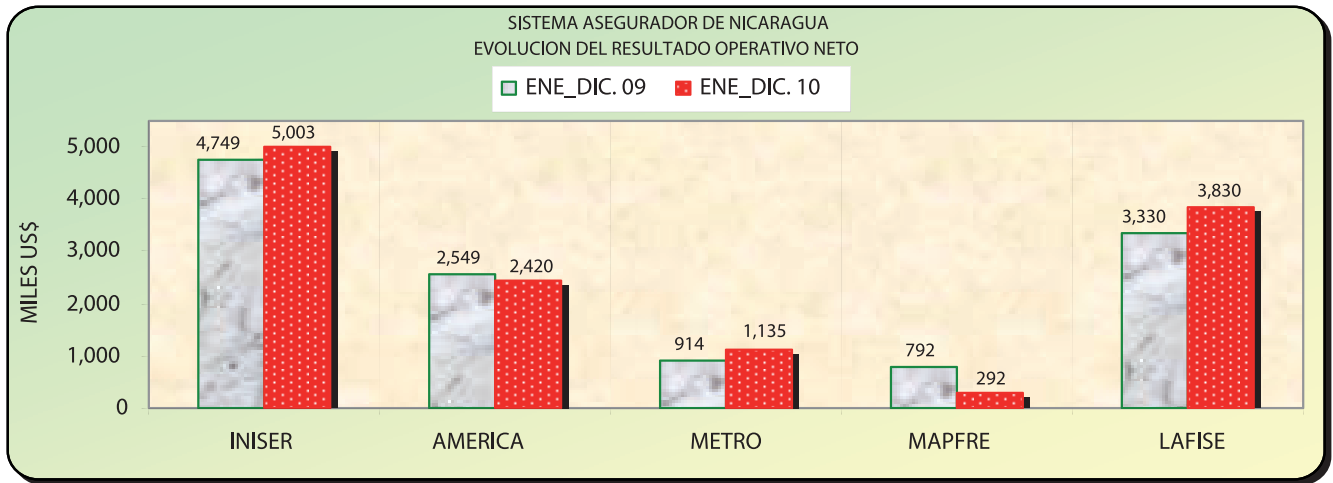 SISTEMA ASEGURADOR DE NICARAGUA
EVOLUCION DEL RESULTADO OPERATIVO NETO
ENE_DIC. 09 ENE_DIC. 10
MILES US$
5,000
4,000
3,000
2,000
1,000
0
4,749 5,003
2,549 2,420
914 1,135
792 292
3,330 3,830
INISER AMERICA METRO MAPFRE LAFISE